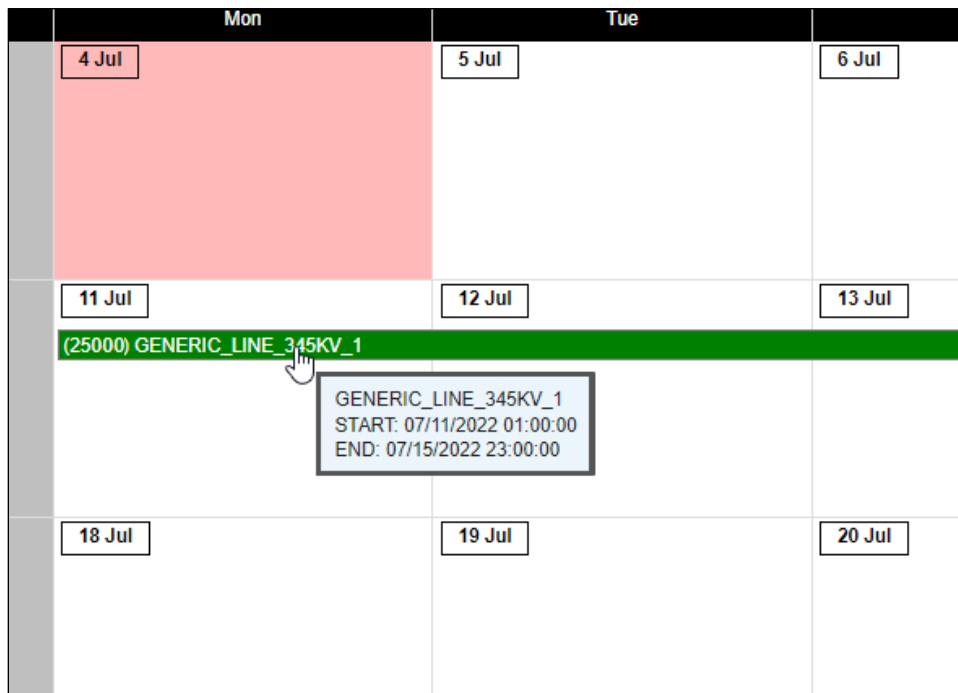 Mon Tue
4 Jul 5 Jul 6 Jul
11 Jul 12 Jul 13 Jul
(25000) GENERIC_LINE_345KV_1
GENERIC_LINE_345KV_1
START: 07/11/2022 01:00:00
END: 07/15/2022 23:00:00
18 Jul 19 Jul 20 Jul